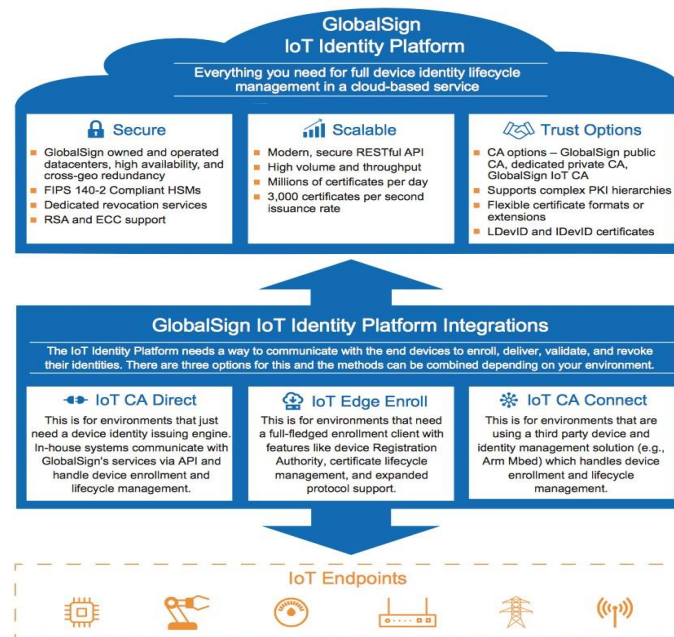 GlobalSign
IoT Identity Platform
Everything you need for full device identity lifecycle
management in a cloud-based service
Secure
GlobalSign owned and operated
datacenters, high availability, and
cross-geo redundancy
FIPS 140-2 Compliant HSMs
Dedicated revocation services
RSA and ECC support
Scalable
Modern, secure RESTful API
High volume and throughput
Millions of certificates per day
3,000 certificates per second
issuance rate
Trust Options
CA options – GlobalSign public
CA, dedicated private CA,
GlobalSign IoT CA
Supports complex PKI hierarchies
Flexible certificate formats or
extensions
LDevID and IDevID certificates
GlobalSign IoT Identity Platform Integrations
The IoT Identity Platform needs a way to communicate with the end devices to enroll, deliver, validate, and revoke
their identities. There are three options for this and the methods can be combined depending on your environment.
IoT CA Direct
This is for environments that just
need a device identity issuing engine.
In-house systems communicate with
GlobalSign's services via API and
handle device enrollment and
lifecycle management.
IoT Edge Enroll
This is for environments that need
a full-fledged enrollment client with
features like device Registration
Authority, certificate lifecycle
management, and expanded
protocol support.
IoT CA Connect
This is for environments that are
using a third party device and
identity management solution (e.g.,
Arm Mbed) which handles device
enrollment and lifecycle
management.
IoT Endpoints